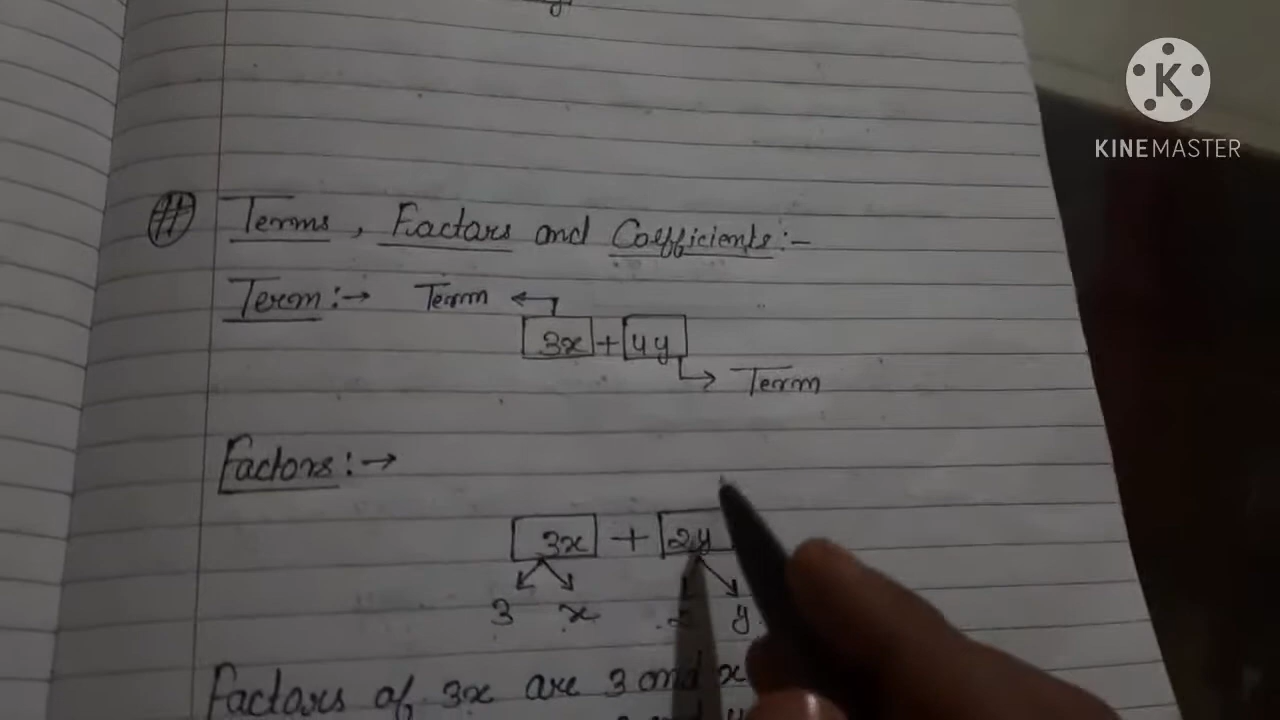 K
KINEMASTER
# Terms, Factors and Coefficients:-
Term:→ Term ←
3x + 4y
→ Term
Factors:→
3x + 2y
3 x 2 y
Factors of 3x are 3 and x